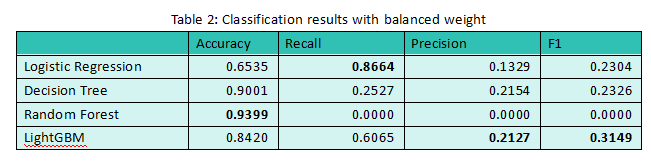 Table 2: Classification results with balanced weight
Accuracy Recall Precision F1
Logistic Regression 0.6535 0.8664 0.1329 0.2304
Decision Tree 0.9001 0.2527 0.2154 0.2326
Random Forest 0.9399 0.0000 0.0000 0.0000
LightGBM 0.8420 0.6065 0.2127 0.3149